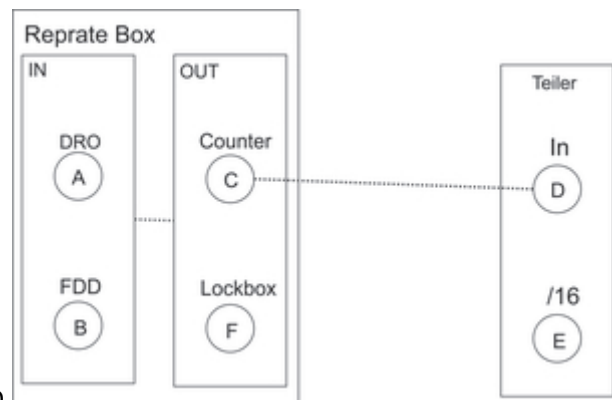 Reprate Box
IN
OUT
Teiler
DRO
Counter
In
A
C
D
FDD
Lockbox
/16
B
F
E